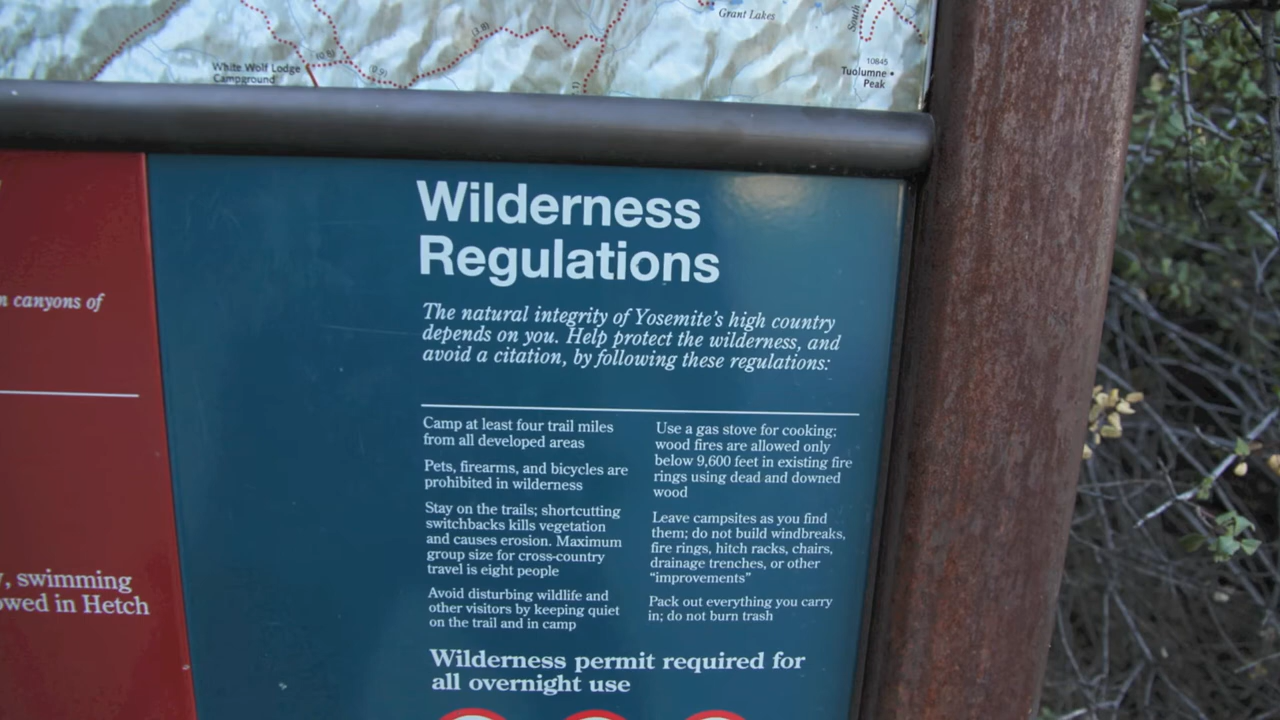 Grant Lakes
South
(3.8)
White Wolf Lodge
Campground
(0.9)
10845
Tuolumne
Peak
canyons of
swimming
in Hetch
Wilderness
Regulations
The natural integrity of Yosemite's high country
depends on you. Help protect the wilderness, and
avoid a citation, by following these regulations:
Camp at least four trail miles
from all developed areas
Pets, firearms, and bicycles are
prohibited in wilderness
Stay on the trails; shortcutting
switchbacks kills vegetation
and causes erosion. Maximum
group size for cross-country
travel is eight people
Avoid disturbing wildlife and
other visitors by keeping quiet
on the trail and in camp
Use a gas stove for cooking;
wood fires are allowed only
below 9,600 feet in existing fire
rings using dead and downed
wood
Leave campsites as you find
them; do not build windbreaks,
fire rings, hitch racks, chairs,
drainage trenches, or other
“improvements”
Pack out everything you carry
in; do not burn trash
Wilderness permit required for
all overnight use